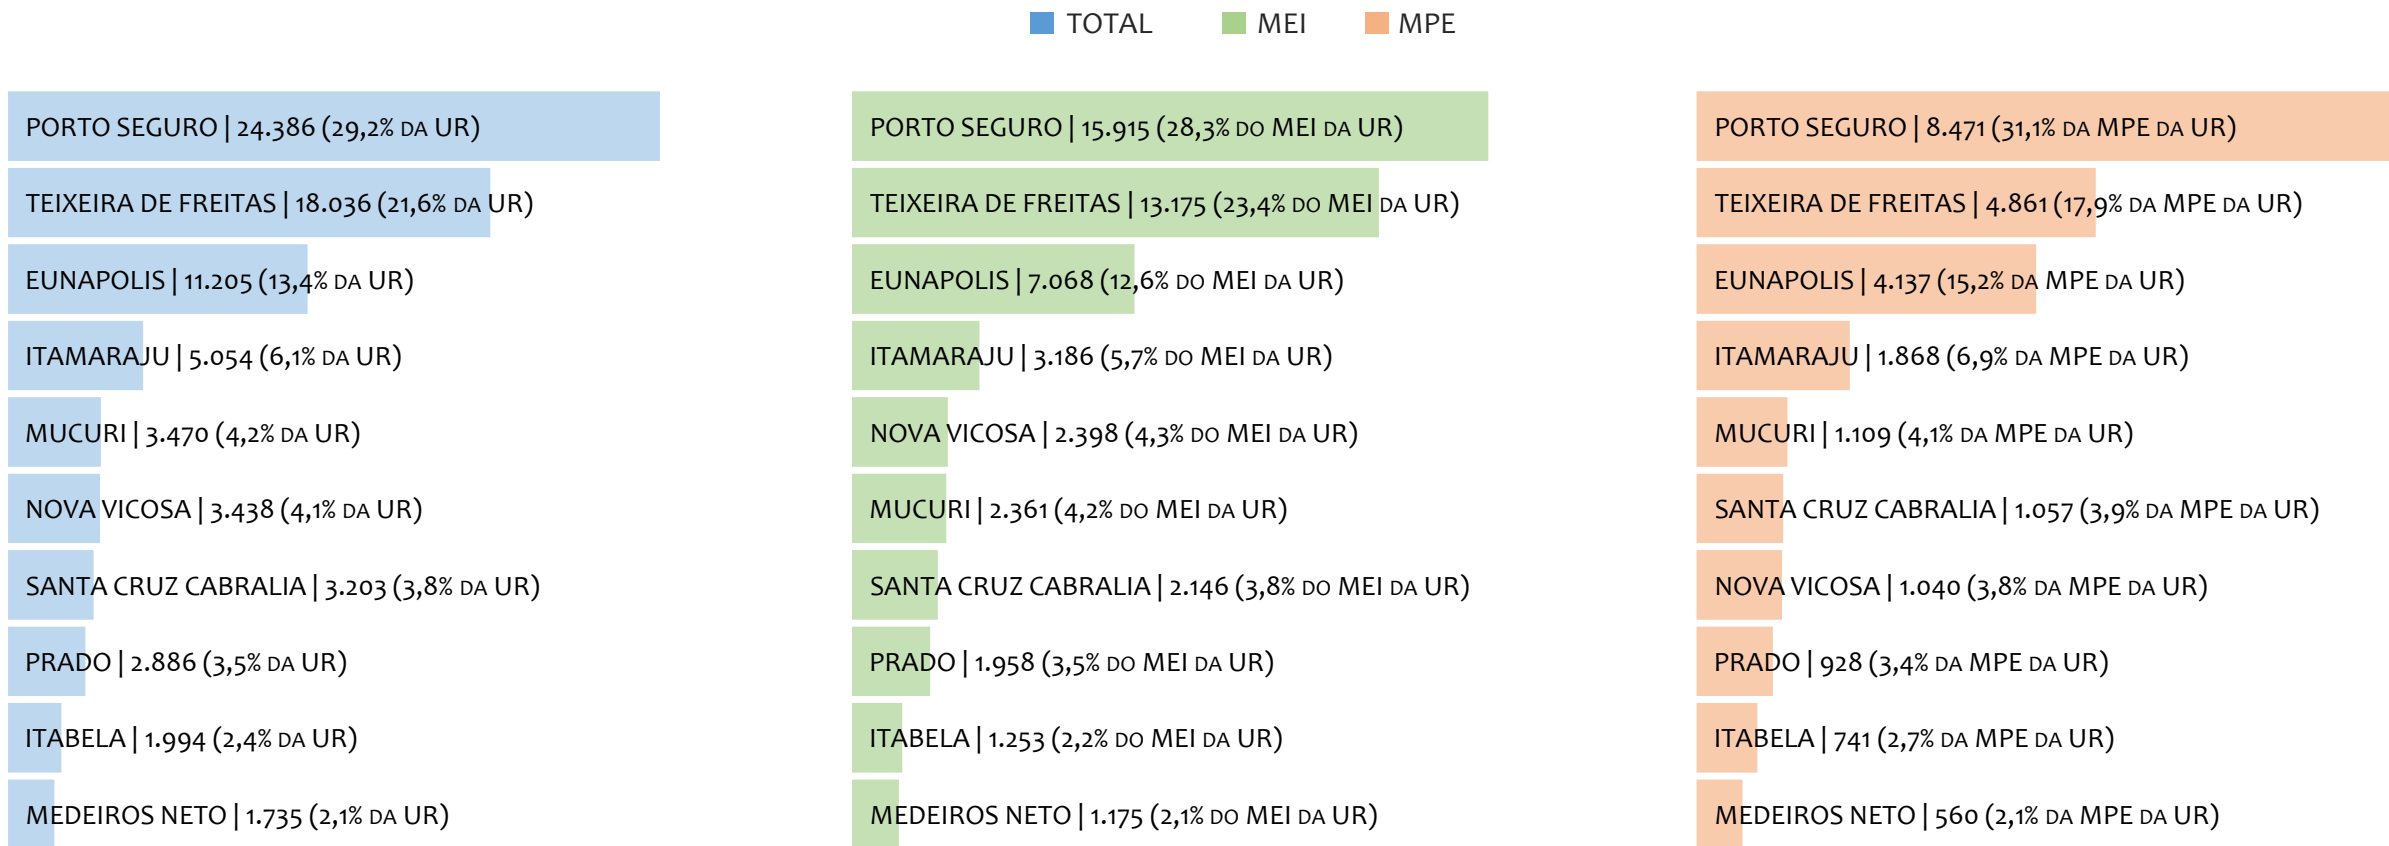 TOTAL MEI MPE
PORTO SEGURO | 24.386 (29,2% DA UR)
TEIXEIRA DE FREITAS | 18.036 (21,6% DA UR)
EUNAPOLIS | 11.205 (13,4% DA UR)
ITAMARAJU | 5.054 (6,1% DA UR)
MUCURI | 3.470 (4,2% DA UR)
NOVA VICOSA | 3.438 (4,1% DA UR)
SANTA CRUZ CABRALIA | 3.203 (3,8% DA UR)
PRADO | 2.886 (3,5% DA UR)
ITABELA | 1.994 (2,4% DA UR)
MEDEIROS NETO | 1.735 (2,1% DA UR)
PORTO SEGURO | 15.915 (28,3% DO MEI DA UR)
TEIXEIRA DE FREITAS | 13.175 (23,4% DO MEI DA UR)
EUNAPOLIS | 7.068 (12,6% DO MEI DA UR)
ITAMARAJU | 3.186 (5,7% DO MEI DA UR)
NOVA VICOSA | 2.398 (4,3% DO MEI DA UR)
MUCURI | 2.361 (4,2% DO MEI DA UR)
SANTA CRUZ CABRALIA | 2.146 (3,8% DO MEI DA UR)
PRADO | 1.958 (3,5% DO MEI DA UR)
ITABELA | 1.253 (2,2% DO MEI DA UR)
MEDEIROS NETO | 1.175 (2,1% DO MEI DA UR)
PORTO SEGURO | 8.471 (31,1% DA MPE DA UR)
TEIXEIRA DE FREITAS | 4.861 (17,9% DA MPE DA UR)
EUNAPOLIS | 4.137 (15,2% DA MPE DA UR)
ITAMARAJU | 1.868 (6,9% DA MPE DA UR)
MUCURI | 1.109 (4,1% DA MPE DA UR)
SANTA CRUZ CABRALIA | 1.057 (3,9% DA MPE DA UR)
NOVA VICOSA | 1.040 (3,8% DA MPE DA UR)
PRADO | 928 (3,4% DA MPE DA UR)
ITABELA | 741 (2,7% DA MPE DA UR)
MEDEIROS NETO | 560 (2,1% DA MPE DA UR)